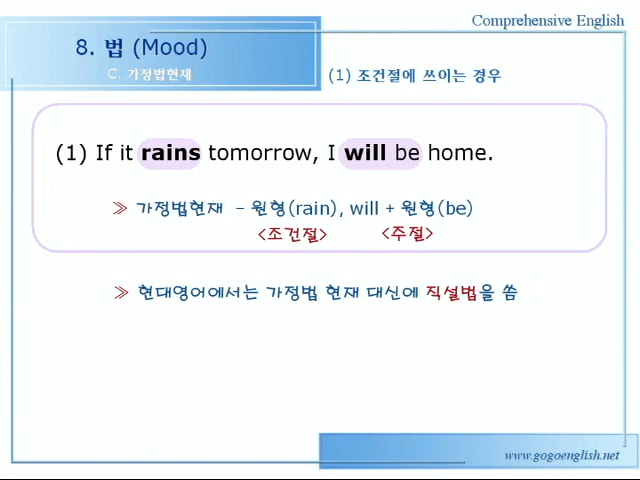 Comprehensive English
8. 법 (Mood)
C. 가정법현재
(1) 조건절에 쓰이는 경우
(1) If it rains tomorrow, I will be home.
≫ 가정법현재 – 원형(rain), will + 원형(be)
<조건절> <주절>
≫ 현대영어에서는 가정법 현재 대신에 직설법을 씀
www.gogoenglish.net